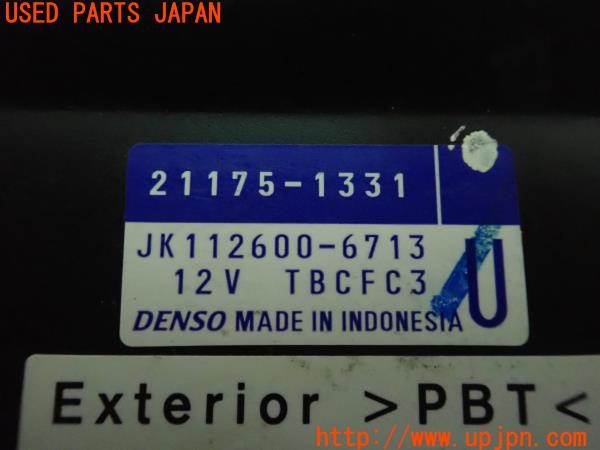 USED PARTS JAPAN
21175-1331
JK112600-6713
12V TBCFC3
U
DENSO MADE IN INDONESIA
Exterior >PBT<
http://www.upjpn.com